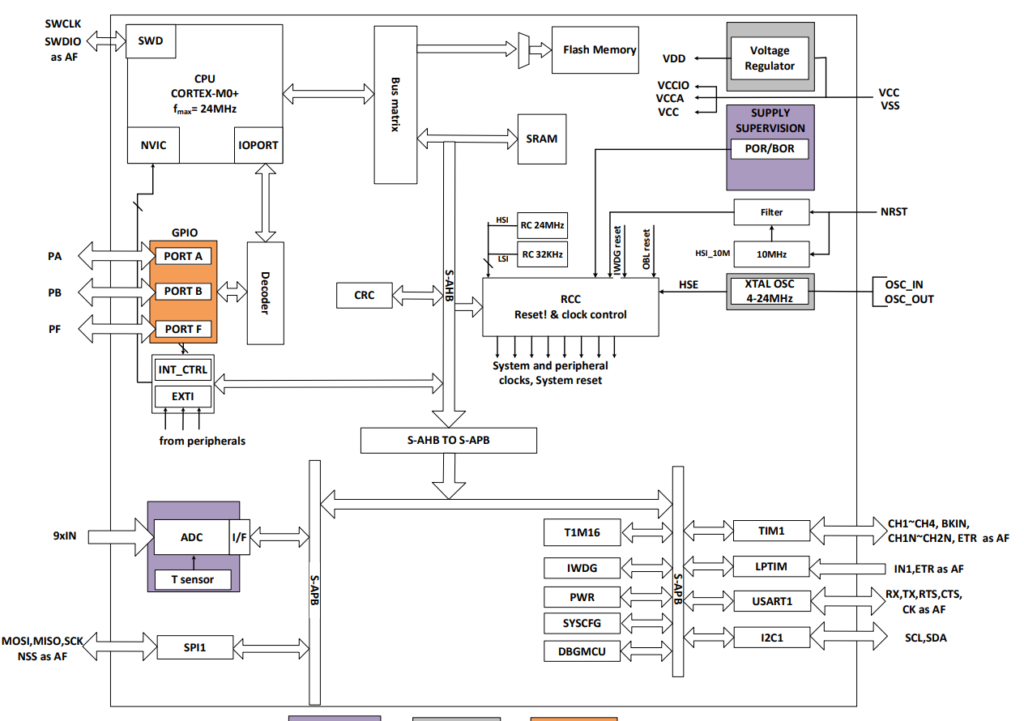 SWCLK
SWDIO
as AF
SWD
CPU
CORTEX-M0+
fmax= 24MHz
NVIC
IOPORT
Bus matrix
Flash Memory
SRAM
VDD
Voltage
Regulator
VCCIO
VCCA
VCC
VCC
VSS
SUPPLY
SUPERVISION
POR/BOR
Filter
NRST
HSI_10M
10MHz
HSI
RC 24MHz
LSI
RC 32KHz
IWDG reset
OBL reset
GPIO
PA
PORT A
PB
PORT B
PF
PORT F
Decoder
S-AHB
CRC
RCC
Reset! & clock control
HSE
XTAL OSC
4-24MHz
OSC_IN
OSC_OUT
System and peripheral
clocks, System reset
INT_CTRL
EXTI
from peripherals
S-AHB TO S-APB
9xIN
ADC
I/F
T sensor
S-APB
MOSI,MISO,SCK
NSS as AF
SPI1
T1M16
IWDG
PWR
SYSCFG
DBGMCU
S-APB
TIM1
CH1~CH4, BKIN,
CH1N~CH2N, ETR as AF
LPTIM
IN1,ETR as AF
USART1
RX,TX,RTS,CTS,
CK as AF
I2C1
SCL,SDA